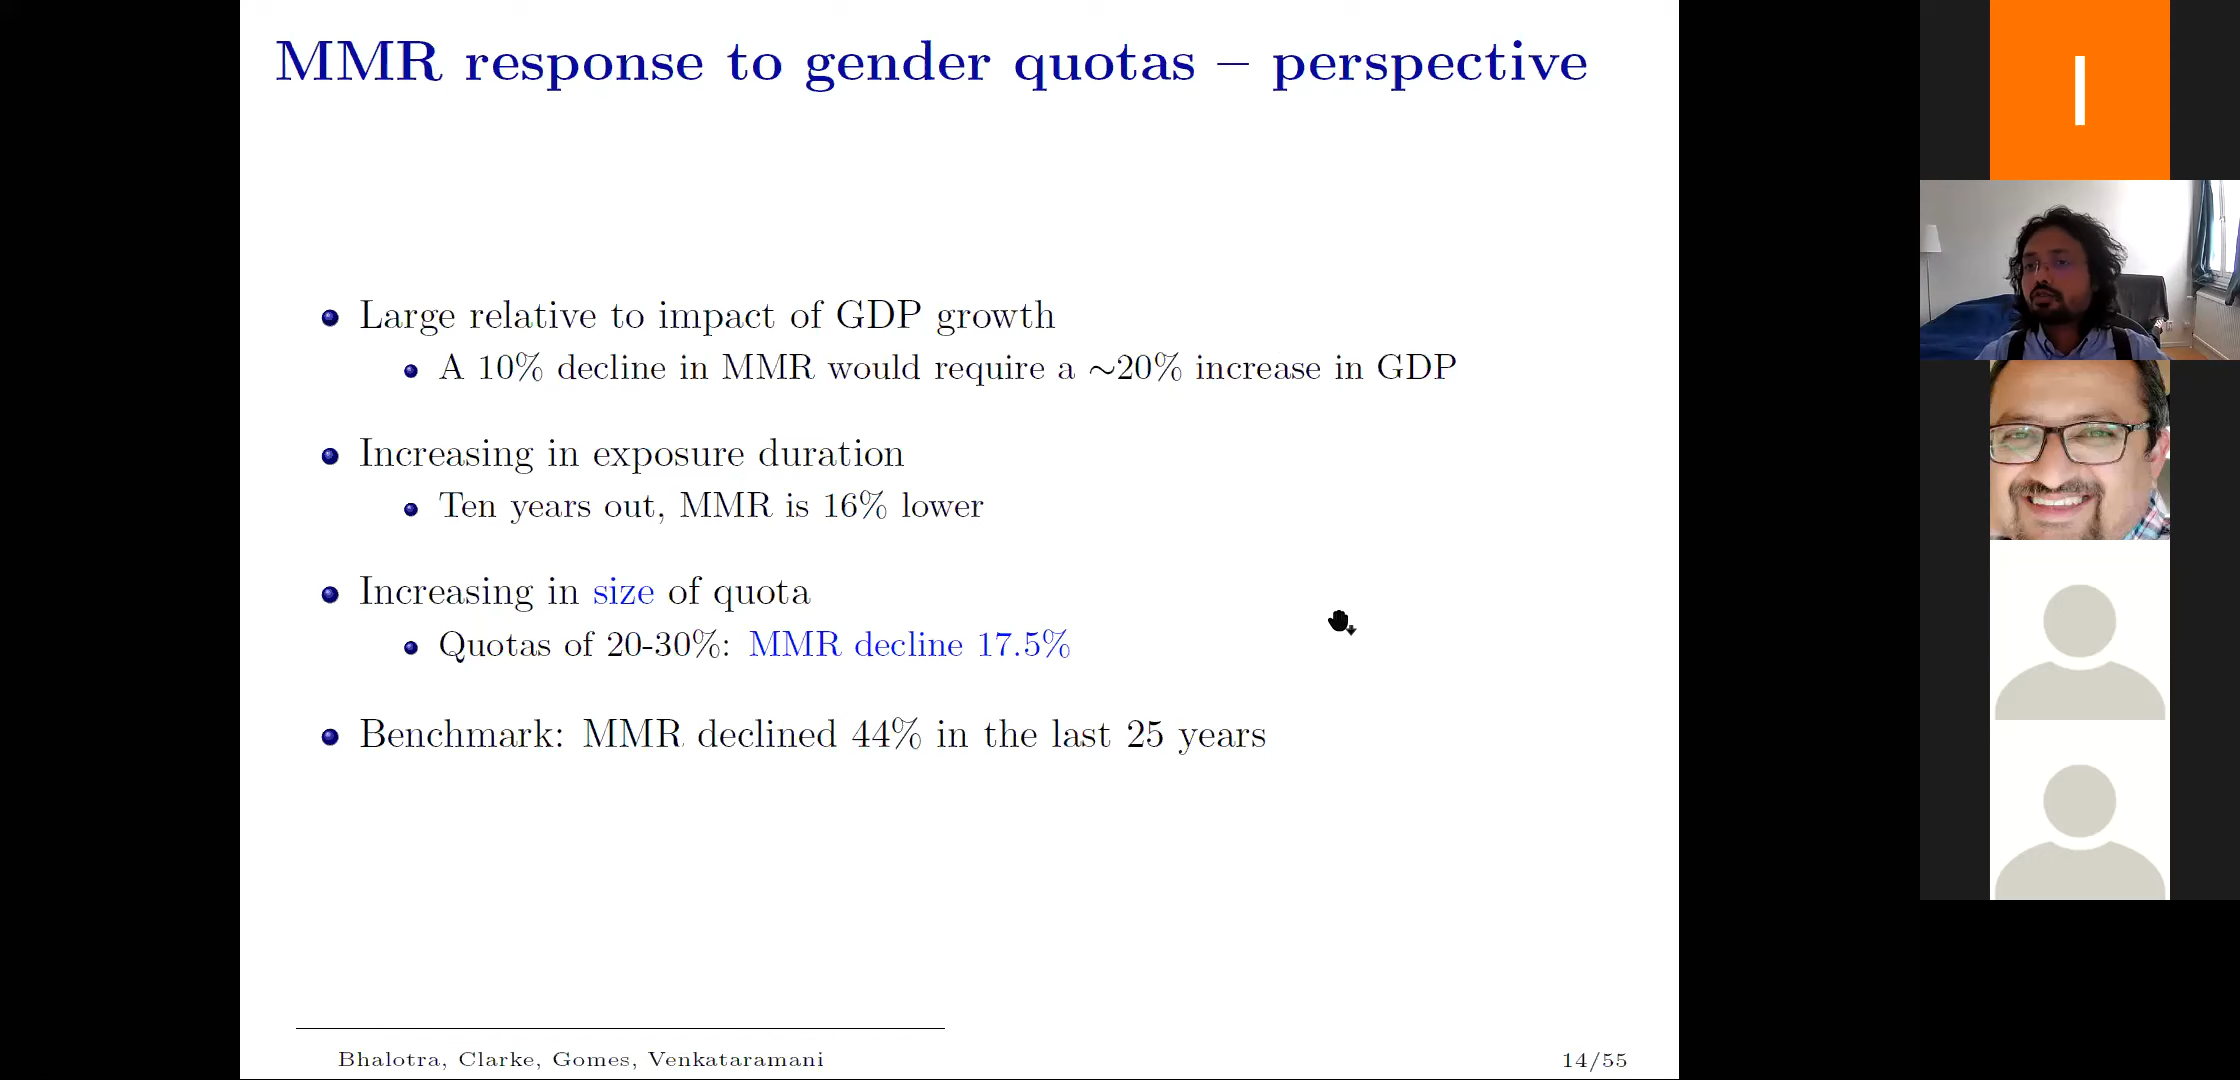 MMR response to gender quotas – perspective
Large relative to impact of GDP growth
A 10% decline in MMR would require a ∼20% increase in GDP
Increasing in exposure duration
Ten years out, MMR is 16% lower
Increasing in size of quota
Quotas of 20-30%: MMR decline 17.5%
Benchmark: MMR declined 44% in the last 25 years
Bhalotra, Clarke, Gomes, Venkataramani
14/55
I